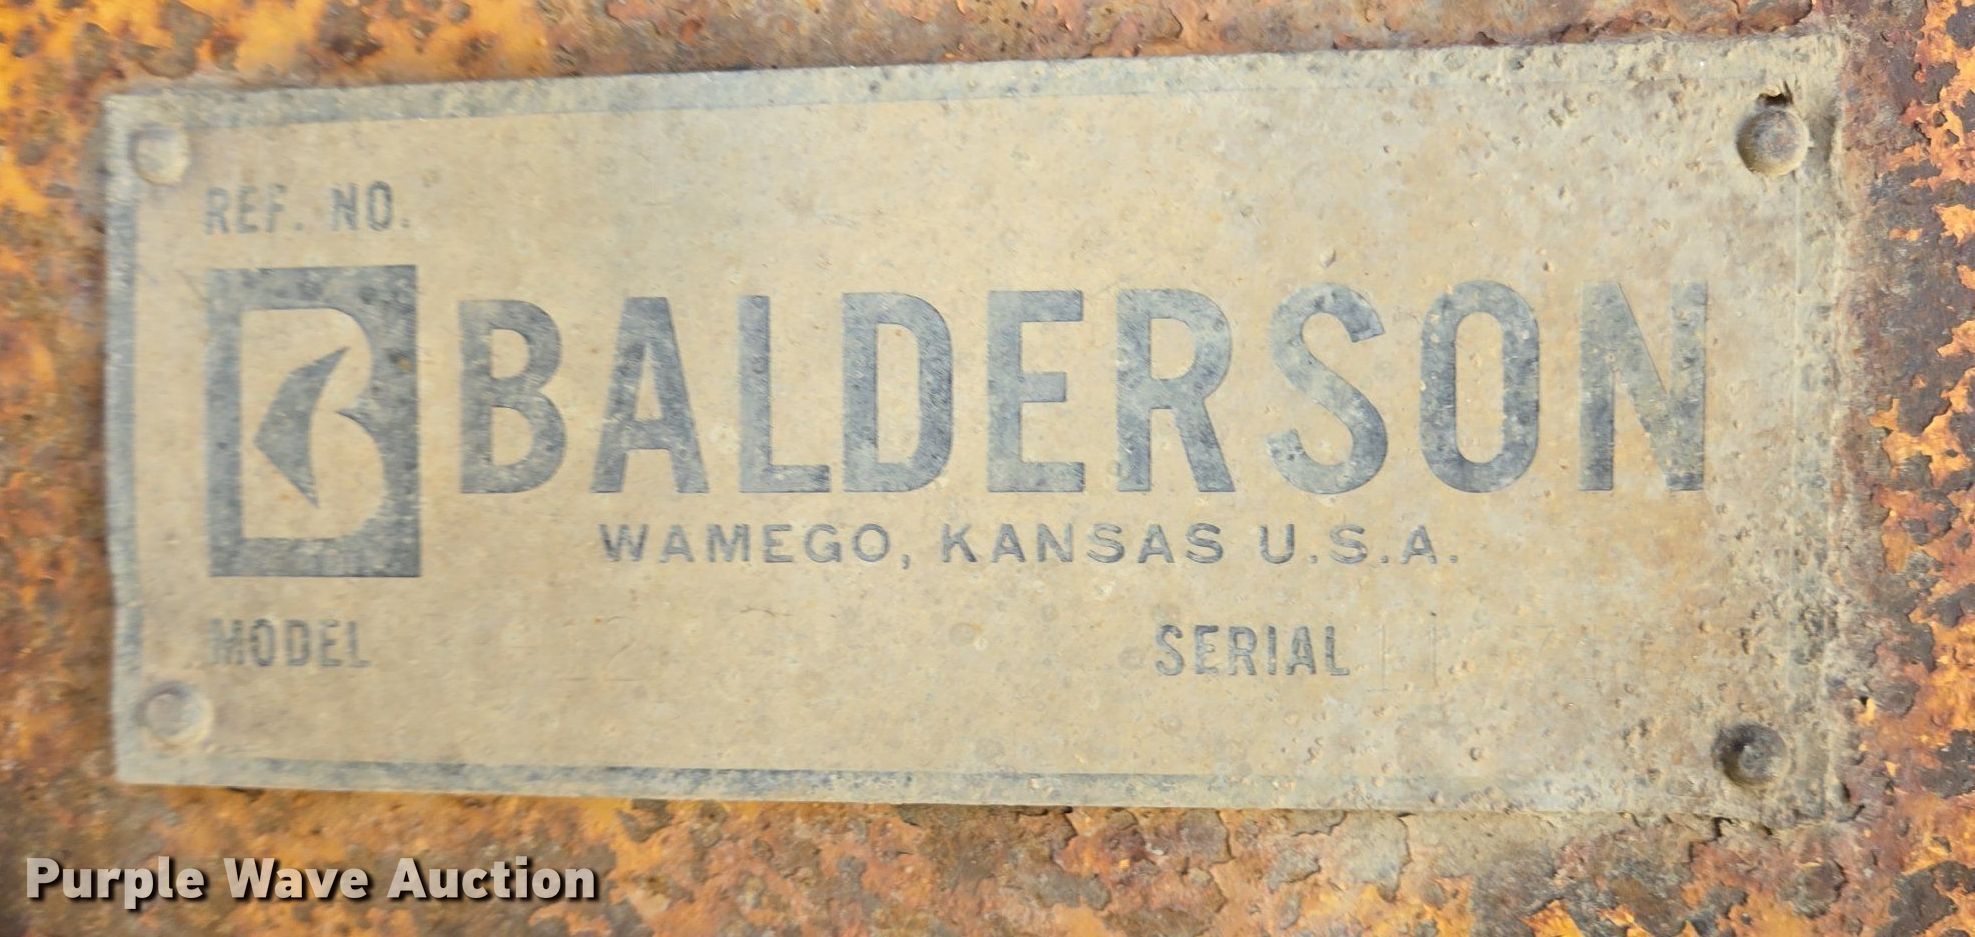 REF. NO.
BALDERSON
WAMEGO, KANSAS U.S.A.
MODEL
SERIAL
Purple Wave Auction